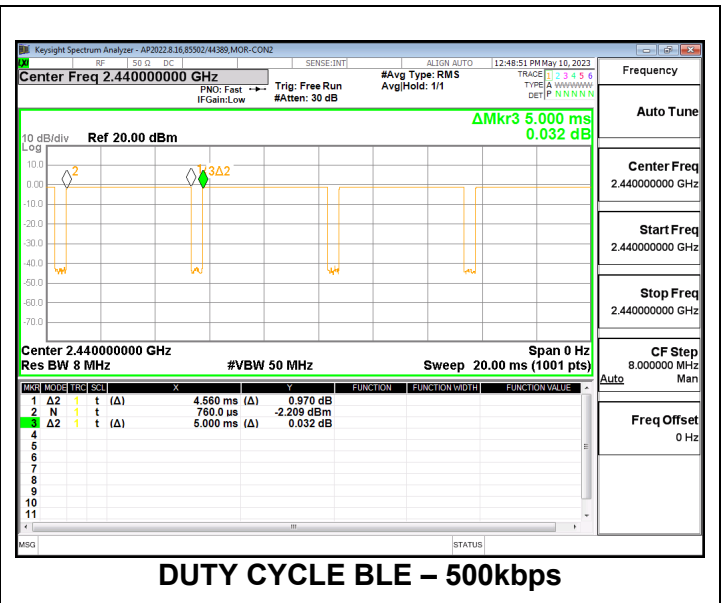 Keysight Spectrum Analyzer - AP2022.8.16,85502/44389,MOR-CON2
RF 50 Ω DC SENSE:INT ALIGN AUTO 12:48:51 PM May 10, 2023
Center Freq 2.440000000 GHz
PNO: Fast
IFGain:Low
Trig: Free Run
#Atten: 30 dB
#Avg Type: RMS
Avg|Hold: 1/1
TRACE 1 2 3 4 5 6
TYPE A WWWWW
DET P NNNNN
ΔMkr3 5.000 ms
0.032 dB
10 dB/div Ref 20.00 dBm
Log
10.0
0.00
-10.0
-20.0
-30.0
-40.0
-50.0
-60.0
-70.0
2
1
3Δ2
Center 2.440000000 GHz Span 0 Hz
Res BW 8 MHz #VBW 50 MHz Sweep 20.00 ms (1001 pts)
MKR MODE TRC SCL X Y FUNCTION FUNCTION WIDTH FUNCTION VALUE
1 Δ2 1 t (Δ) 4.560 ms (Δ) 0.970 dB
2 N 1 t 760.0 µs -2.209 dBm
3 Δ2 1 t (Δ) 5.000 ms (Δ) 0.032 dB
4
5
6
7
8
9
10
11
MSG STATUS
Frequency
Auto Tune
Center Freq
2.440000000 GHz
Start Freq
2.440000000 GHz
Stop Freq
2.440000000 GHz
CF Step
8.000000 MHz
Auto Man
Freq Offset
0 Hz
DUTY CYCLE BLE – 500kbps